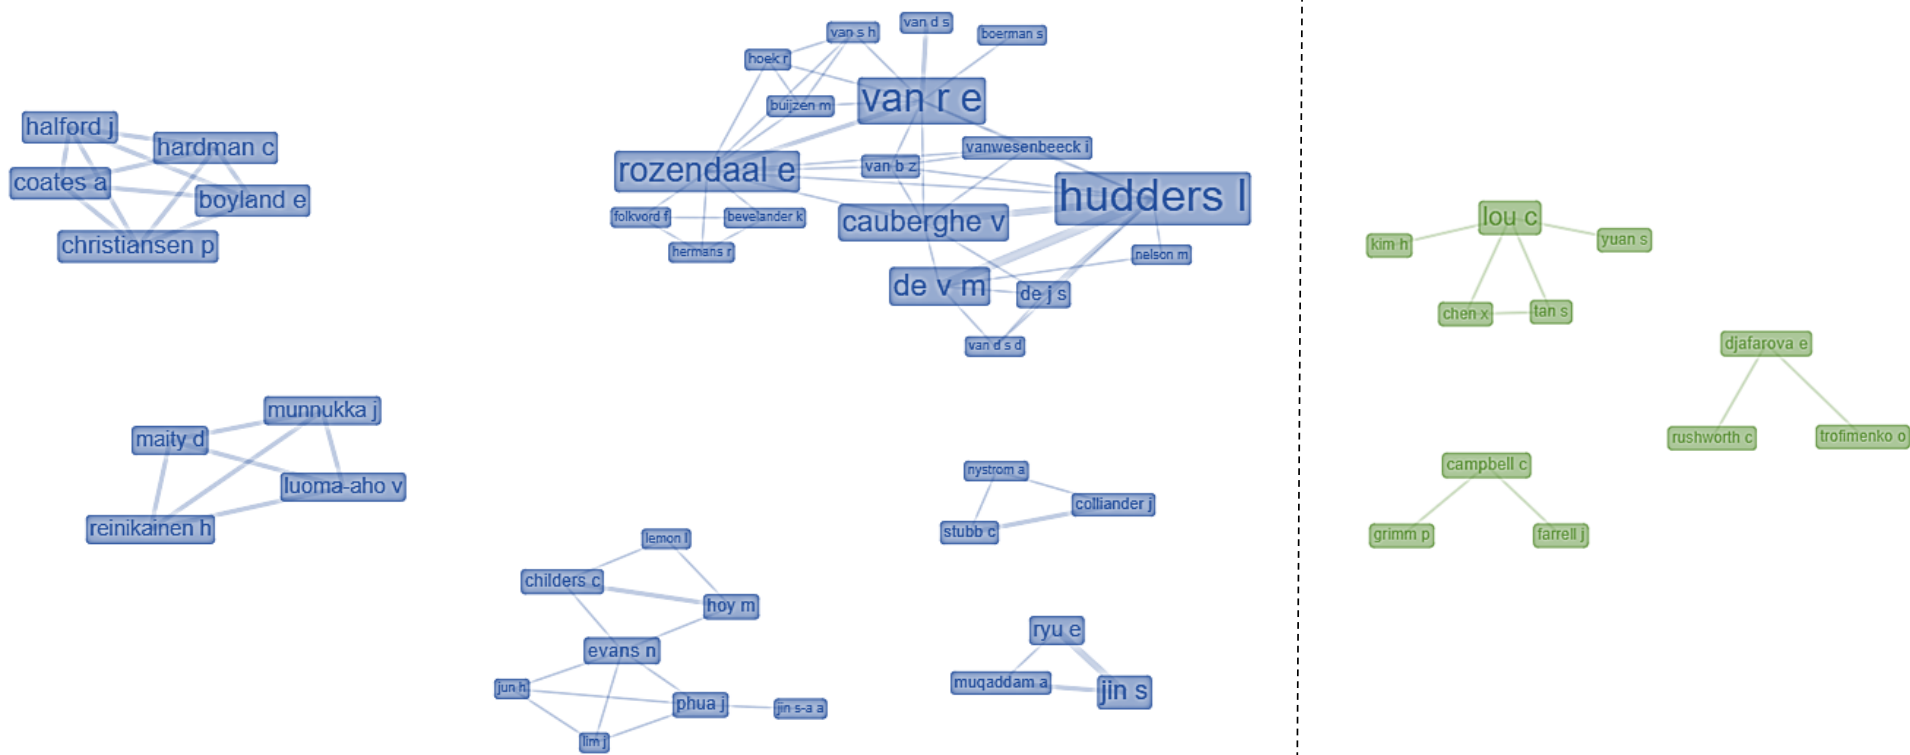 van s h
van d s
boerman s
hoek r
buijzen m
van r e
halford j
hardman c
coates a
boyland e
christiansen p
rozendaal e
van b z
vanwesenbeeck i
hudders l
folkvord f
bevelander k
cauberghe v
hermans r
nelson m
de v m
de j s
van d s d
lou c
kim h
yuan s
chen x
tan s
djafarova e
rushworth c
trofimenko o
campbell c
grimm p
farrell j
munnukka j
maity d
luoma-aho v
reinikainen h
nystrom a
colliander j
stubb c
lemon l
childers c
hoy m
evans n
jun h
phua j
jin s-a a
lim j
ryu e
muqaddam a
jin s